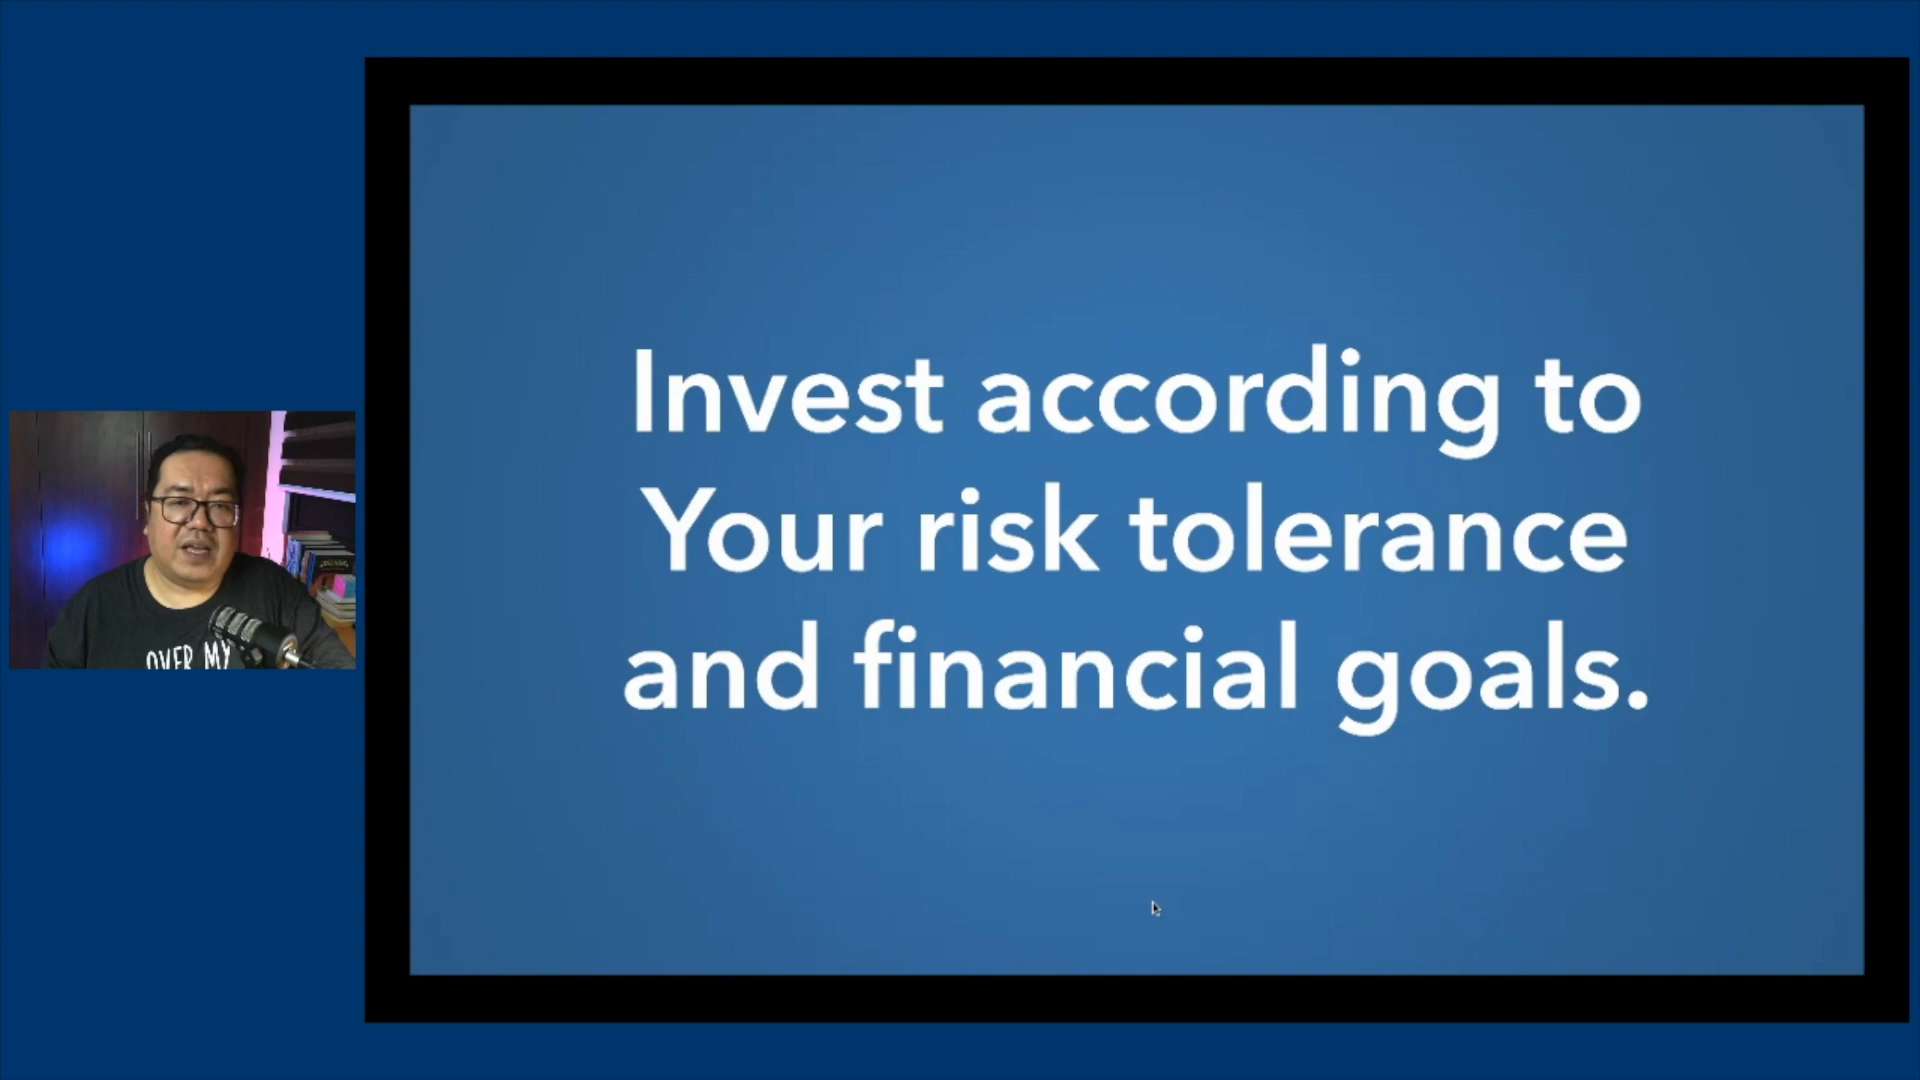 Invest according to
Your risk tolerance
and financial goals.
OVER MY